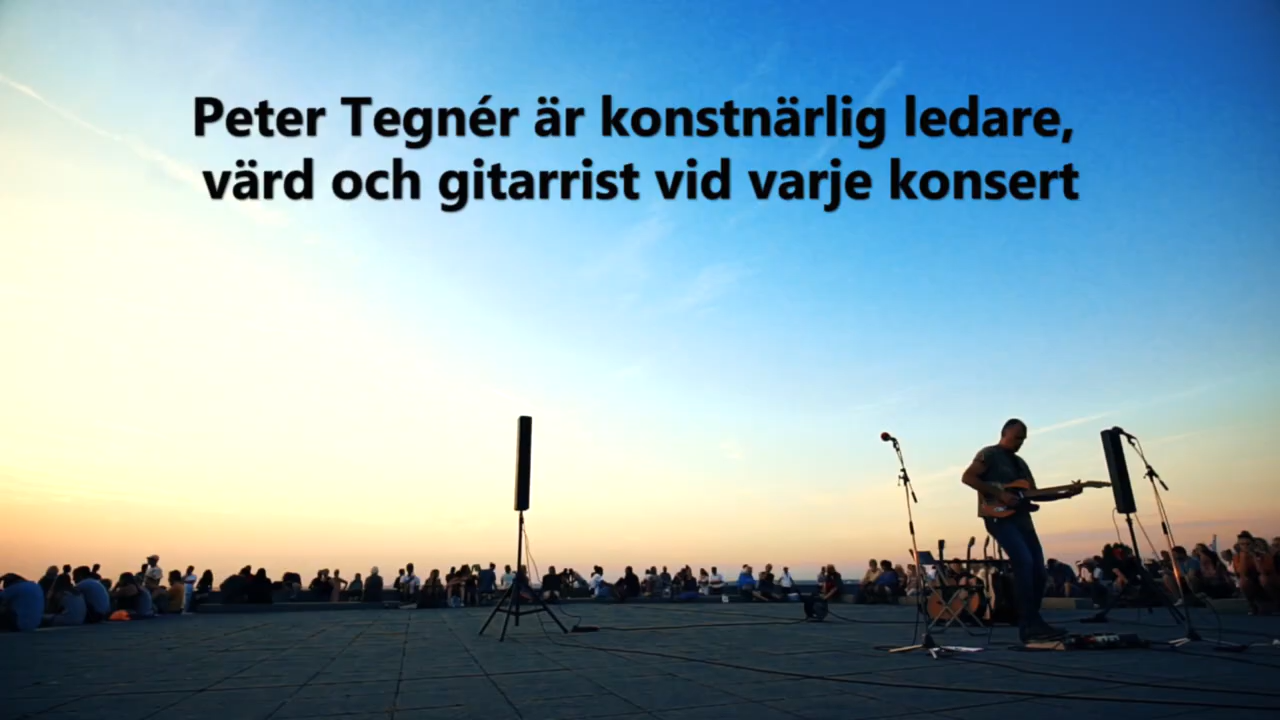 Peter Tegnér är konstnärlig ledare,
värd och gitarrist vid varje konsert